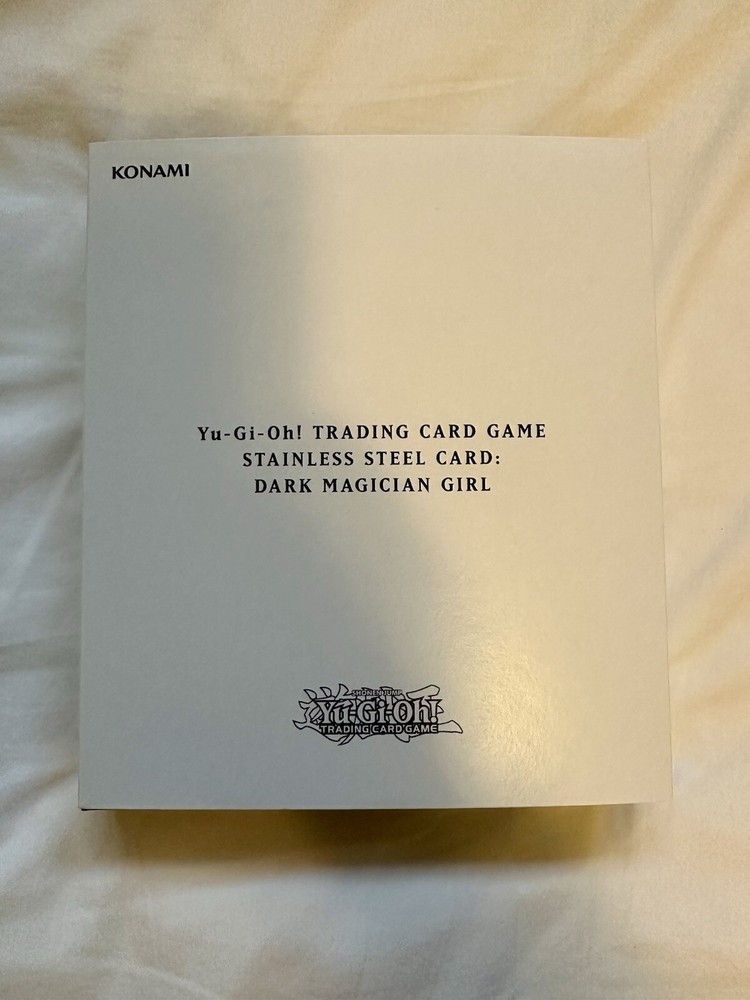 KONAMI
Yu-Gi-Oh! TRADING CARD GAME
STAINLESS STEEL CARD:
DARK MAGICIAN GIRL
SHONEN JUMP
Yu-Gi-Oh!
TRADING CARD GAME